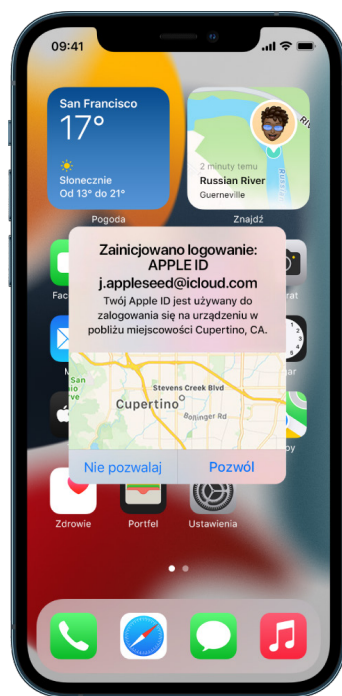 09:41
San Francisco
17°
Słonecznie
Od 13° do 21°
2 minuty temu
Russian River
Guerneville
Pogoda
Znajdź
Zainicjowano logowanie:
APPLE ID
j.appleseed@icloud.com
Twój Apple ID jest używany do
zalogowania się na urządzeniu w
pobliżu miejscowości Cupertino, CA.
Stevens Creek Blvd
Cupertino
Bollinger Rd
Nie pozwalaj
Pozwól
Zdrowie
Portfel
Ustawienia